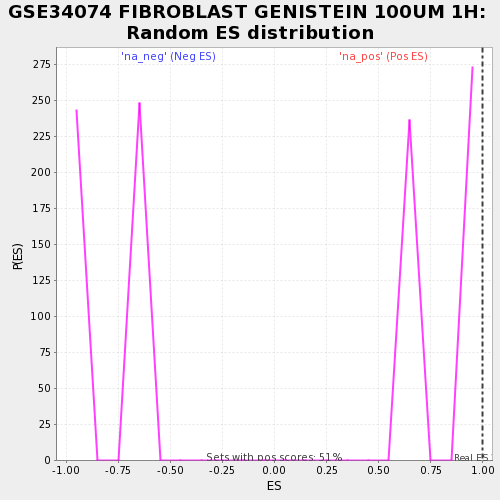 GSE34074 FIBROBLAST GENISTEIN 100UM 1H:
Random ES distribution
'na_neg' (Neg ES) 'na_pos' (Pos ES)
275
250
225
200
175
150
125
100
75
50
25
0
P(ES)
Sets with pos scores: 51%
Real ES
-1.00 -0.75 -0.50 -0.25 0.00 0.25 0.50 0.75 1.00
ES